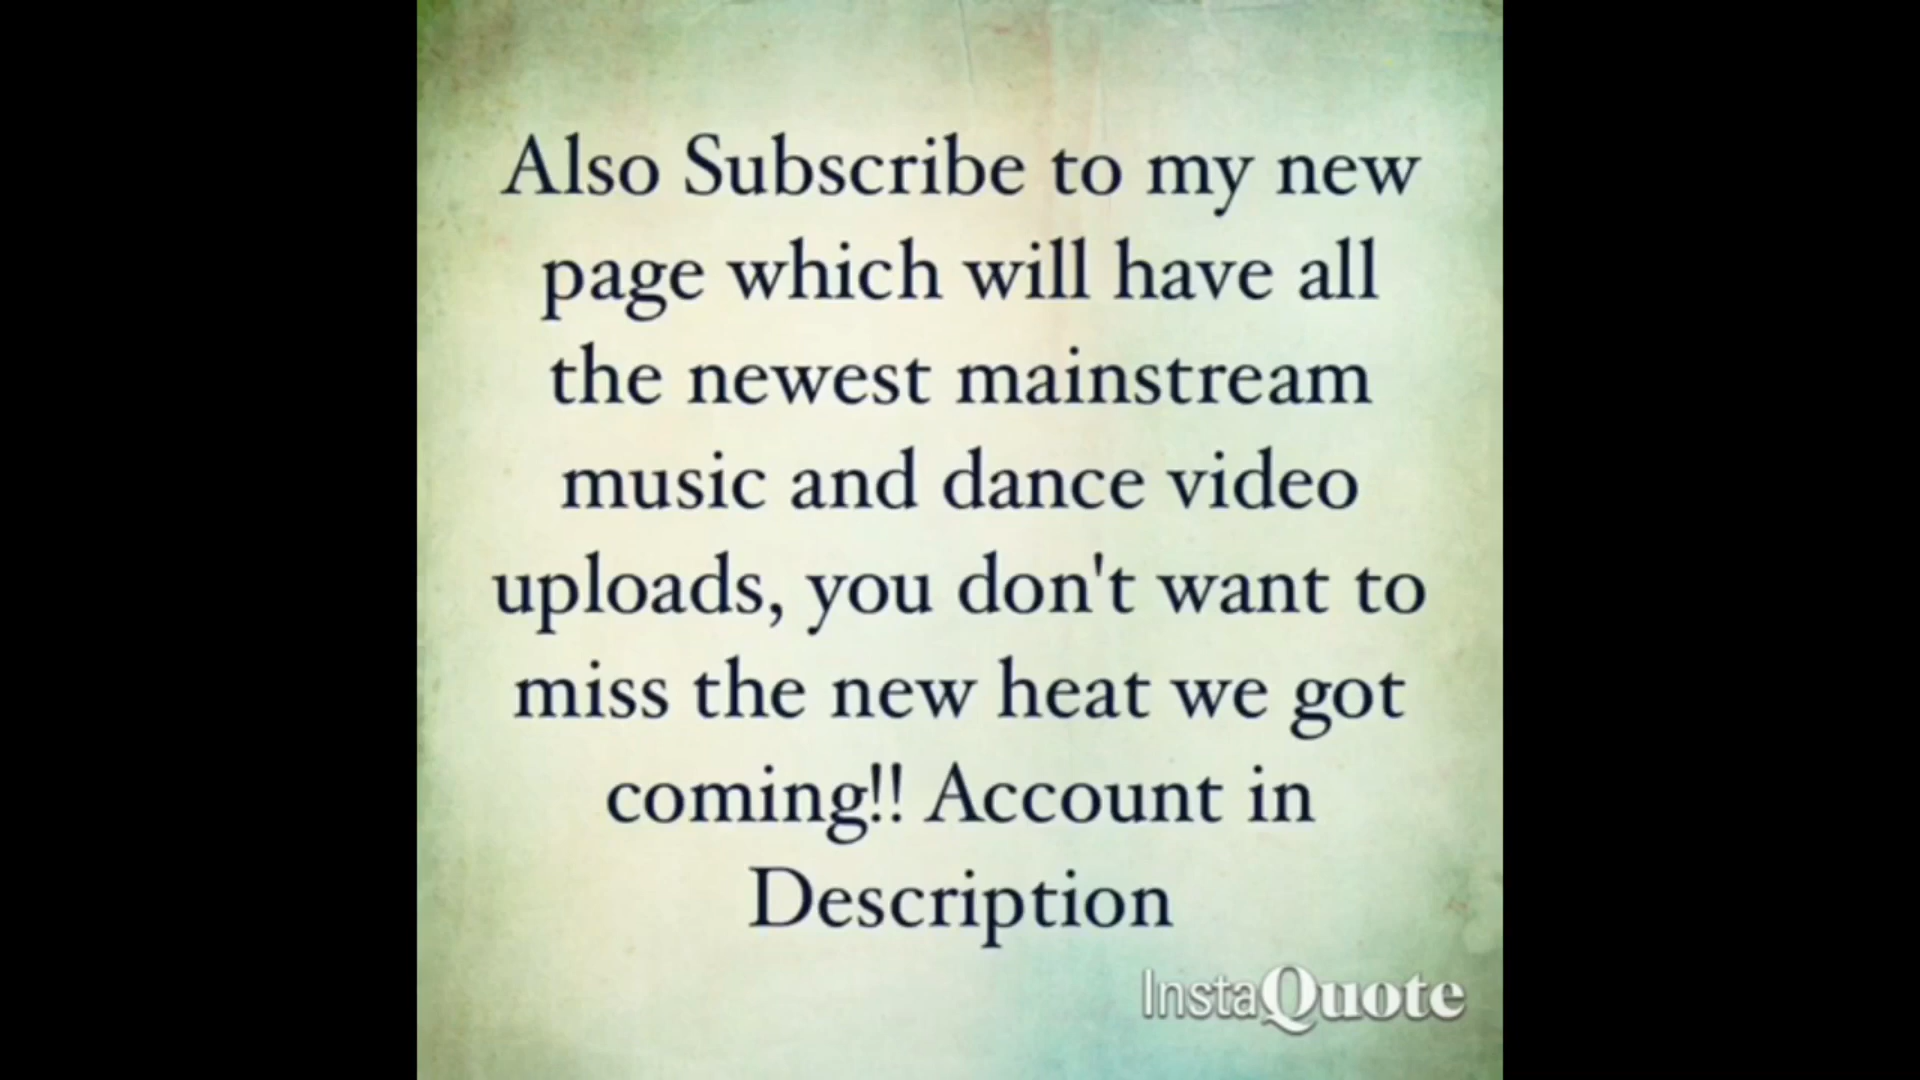 Also Subscribe to my new
page which will have all
the newest mainstream
music and dance video
uploads, you don't want to
miss the new heat we got
coming!! Account in
Description
InstaQuote